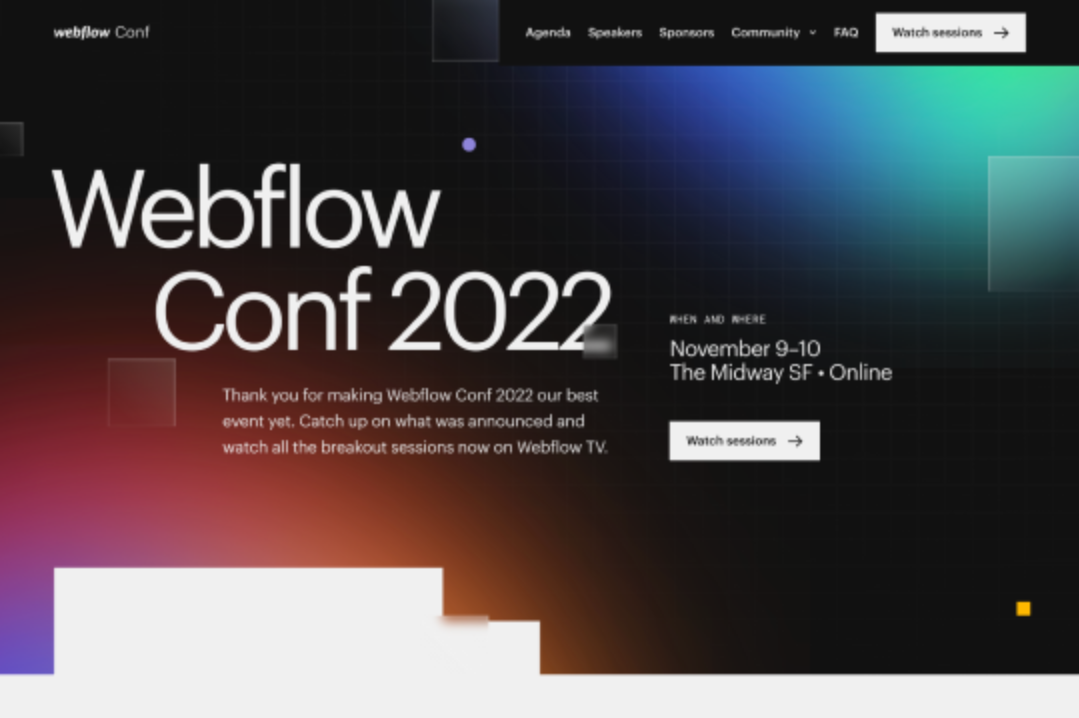 webflow Conf
Agenda Speakers Sponsors Community FAQ Watch sessions →
Webflow
Conf 2022
WHEN AND WHERE
November 9–10
The Midway SF • Online
Thank you for making Webflow Conf 2022 our best
event yet. Catch up on what was announced and
watch all the breakout sessions now on Webflow TV.
Watch sessions →